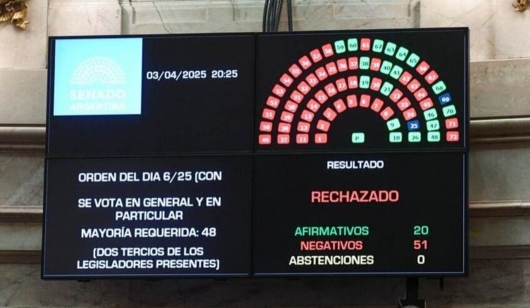 SENADO
ARGENTINA
03/04/2025 20:25
ORDEN DEL DIA 6/25 (CON
SE VOTA EN GENERAL Y EN
PARTICULAR
MAYORÍA REQUERIDA: 48
(DOS TERCIOS DE LOS
LEGISLADORES PRESENTES)
RESULTADO
RECHAZADO
AFIRMATIVOS 20
NEGATIVOS 51
ABSTENCIONES 0